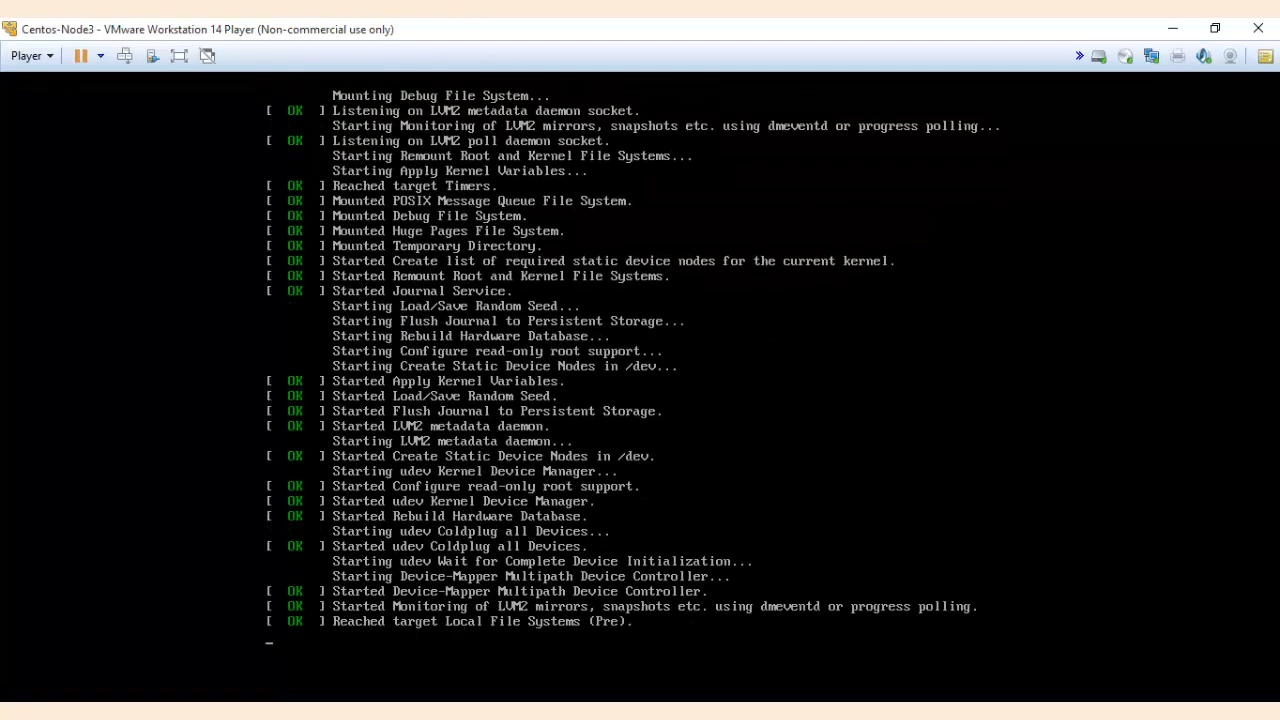 Centos-Node3 - VMware Workstation 14 Player (Non-commercial use only)
Player
Mounting Debug File System...
[ OK ] Listening on LVM2 metadata daemon socket.
Starting Monitoring of LVM2 mirrors, snapshots etc. using dmeventd or progress polling...
[ OK ] Listening on LVM2 poll daemon socket.
Starting Remount Root and Kernel File Systems...
Starting Apply Kernel Variables...
[ OK ] Reached target Timers.
[ OK ] Mounted POSIX Message Queue File System.
[ OK ] Mounted Debug File System.
[ OK ] Mounted Huge Pages File System.
[ OK ] Mounted Temporary Directory.
[ OK ] Started Create list of required static device nodes for the current kernel.
[ OK ] Started Remount Root and Kernel File Systems.
[ OK ] Started Journal Service.
Starting Load/Save Random Seed...
Starting Flush Journal to Persistent Storage...
Starting Rebuild Hardware Database...
Starting Configure read-only root support...
Starting Create Static Device Nodes in /dev...
[ OK ] Started Apply Kernel Variables.
[ OK ] Started Load/Save Random Seed.
[ OK ] Started Flush Journal to Persistent Storage.
[ OK ] Started LVM2 metadata daemon.
Starting LVM2 metadata daemon...
[ OK ] Started Create Static Device Nodes in /dev.
Starting udev Kernel Device Manager...
[ OK ] Started Configure read-only root support.
[ OK ] Started udev Kernel Device Manager.
[ OK ] Started Rebuild Hardware Database.
Starting udev Coldplug all Devices...
[ OK ] Started udev Coldplug all Devices.
Starting udev Wait for Complete Device Initialization...
Starting Device-Mapper Multipath Device Controller...
[ OK ] Started Device-Mapper Multipath Device Controller.
[ OK ] Started Monitoring of LVM2 mirrors, snapshots etc. using dmeventd or progress polling.
[ OK ] Reached target Local File Systems (Pre).